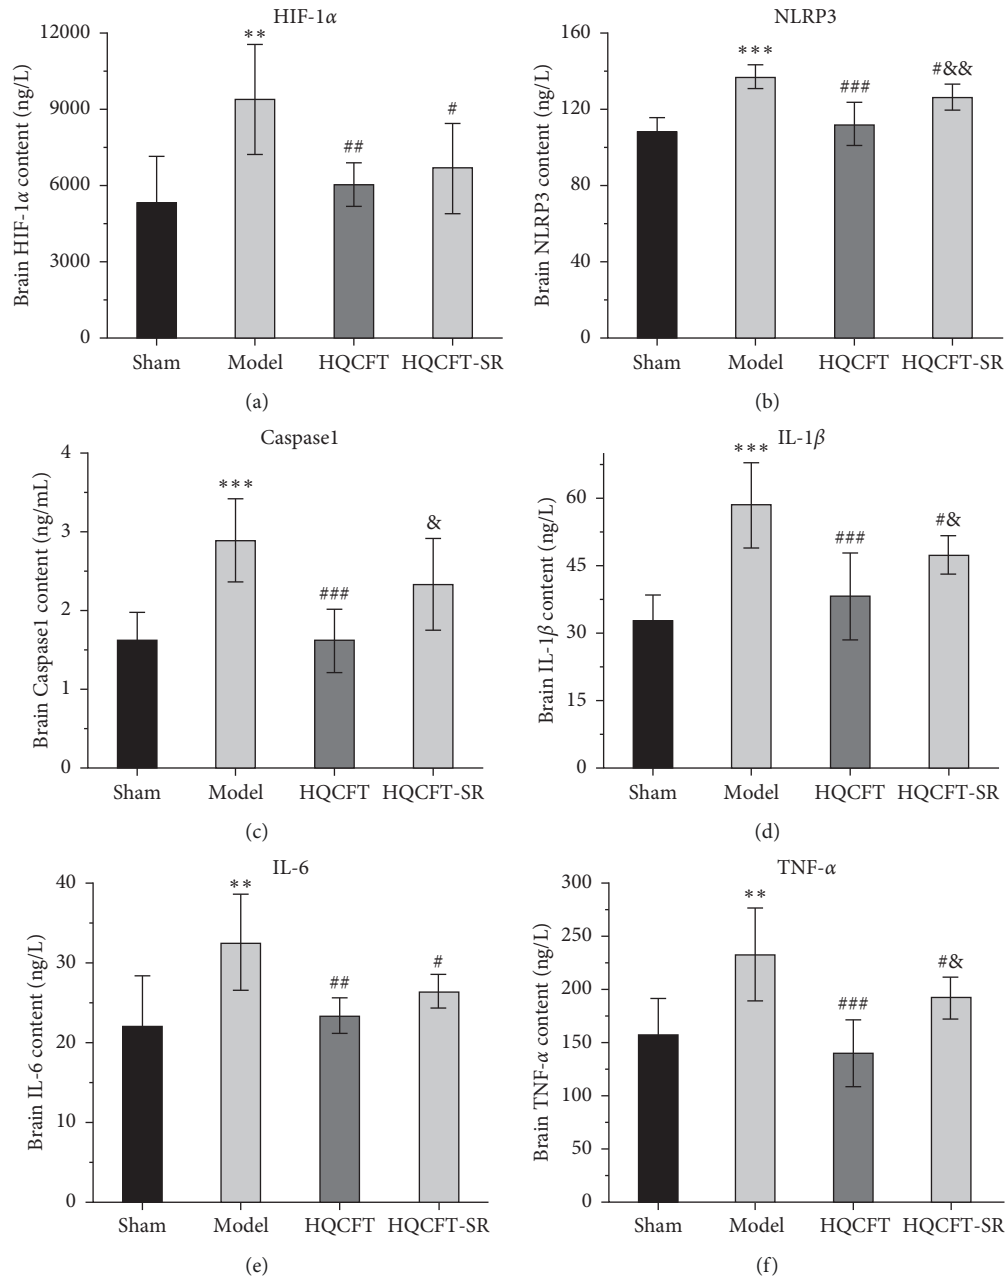 HIF-1α
Brain HIF-1α content (ng/L)
12000
9000
6000
3000
0
**
##
#
Sham Model HQCFT HQCFT-SR
(a)
NLRP3
Brain NLRP3 content (ng/L)
160
120
80
40
0
***
###
#&&
Sham Model HQCFT HQCFT-SR
(b)
Caspase1
Brain Caspase1 content (ng/mL)
4
3
2
1
0
***
###
&
Sham Model HQCFT HQCFT-SR
(c)
IL-1β
Brain IL-1β content (ng/L)
60
45
30
15
0
***
###
#&
Sham Model HQCFT HQCFT-SR
(d)
IL-6
Brain IL-6 content (ng/L)
40
30
20
10
0
**
##
#
Sham Model HQCFT HQCFT-SR
(e)
TNF-α
Brain TNF-α content (ng/L)
300
250
200
150
100
50
0
**
###
#&
Sham Model HQCFT HQCFT-SR
(f)